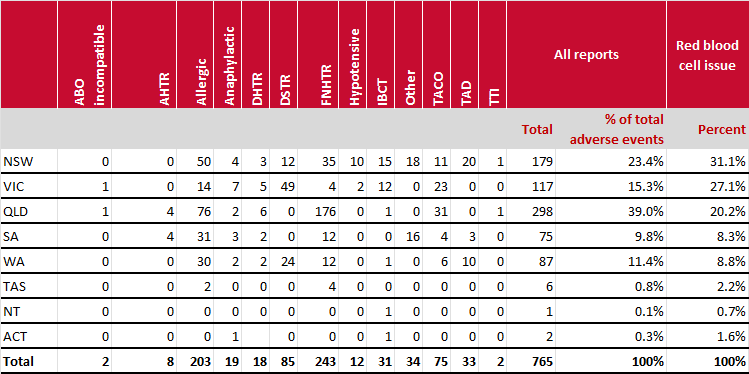 ABO incompatible AHTR Allergic Anaphylactic DHTR DSTR FNHTR Hypotensive IBCT Other TACO TAD TTI All reports Red blood cell issue
Total % of total adverse events Percent
NSW 0 0 50 4 3 12 35 10 15 18 11 20 1 179 23.4% 31.1%
VIC 1 0 14 7 5 49 4 2 12 0 23 0 0 117 15.3% 27.1%
QLD 1 4 76 2 6 0 176 0 1 0 31 0 1 298 39.0% 20.2%
SA 0 4 31 3 2 0 12 0 0 16 4 3 0 75 9.8% 8.3%
WA 0 0 30 2 2 24 12 0 1 0 6 10 0 87 11.4% 8.8%
TAS 0 0 2 0 0 0 4 0 0 0 0 0 0 6 0.8% 2.2%
NT 0 0 0 0 0 0 0 0 1 0 0 0 0 1 0.1% 0.7%
ACT 0 0 0 1 0 0 0 0 1 0 0 0 0 2 0.3% 1.6%
Total 2 8 203 19 18 85 243 12 31 34 75 33 2 765 100% 100%